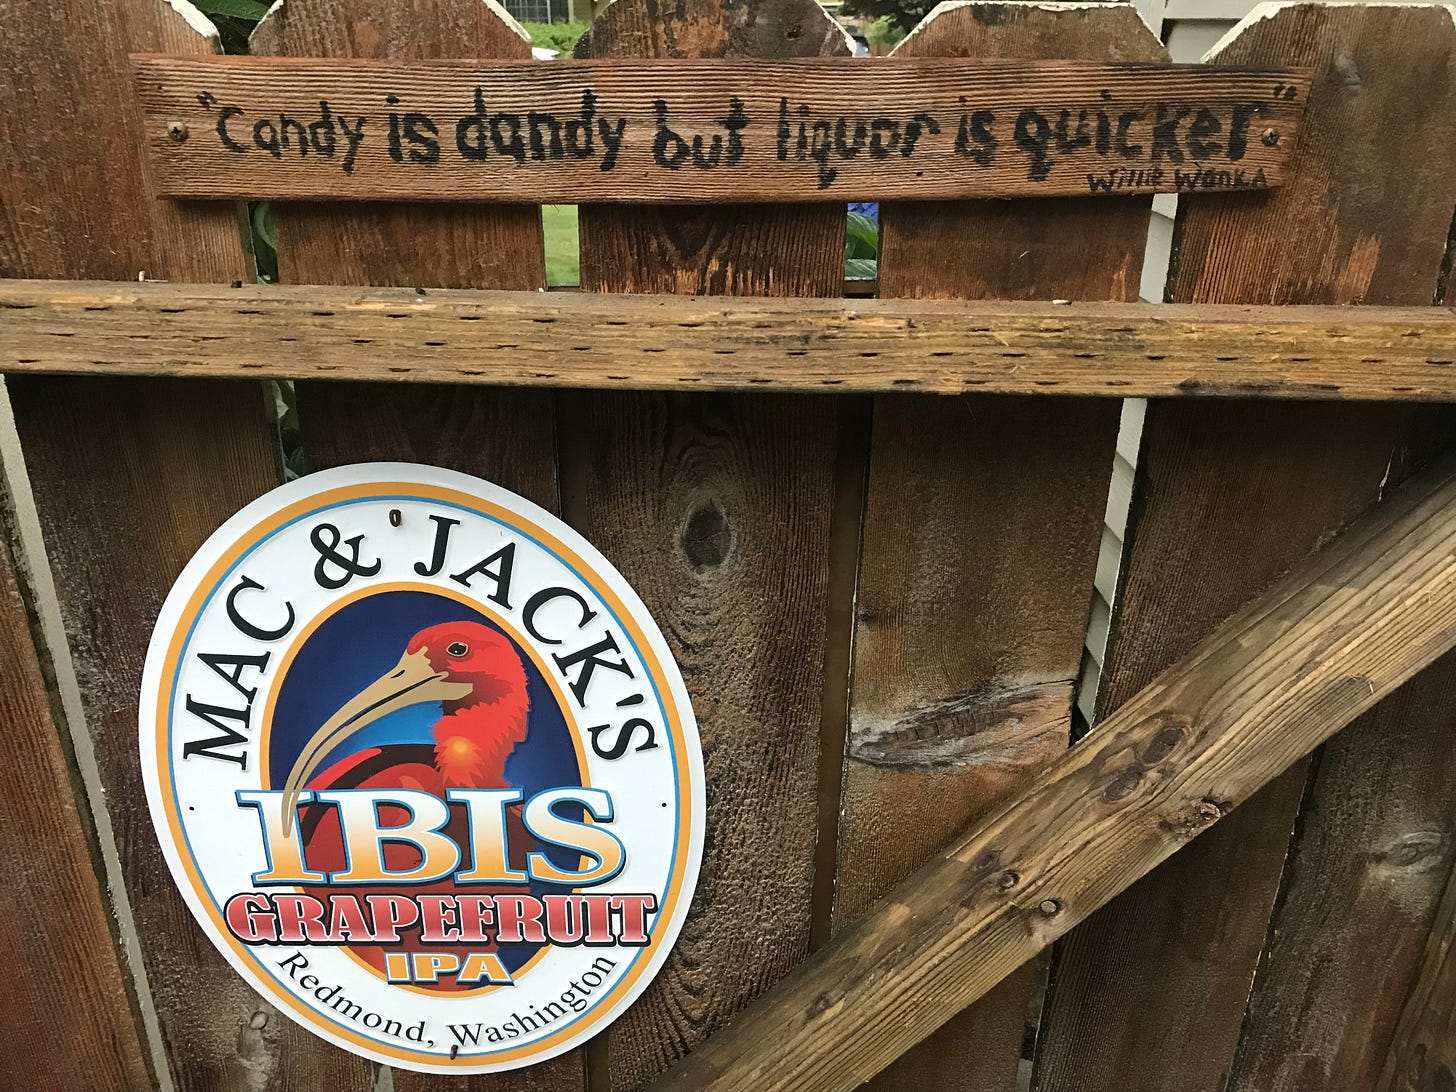 "Candy is dandy but liquor is quicker"
Willie Wonka
MAC & JACK'S
IBIS
GRAPEFRUIT
IPA
Redmond, Washington